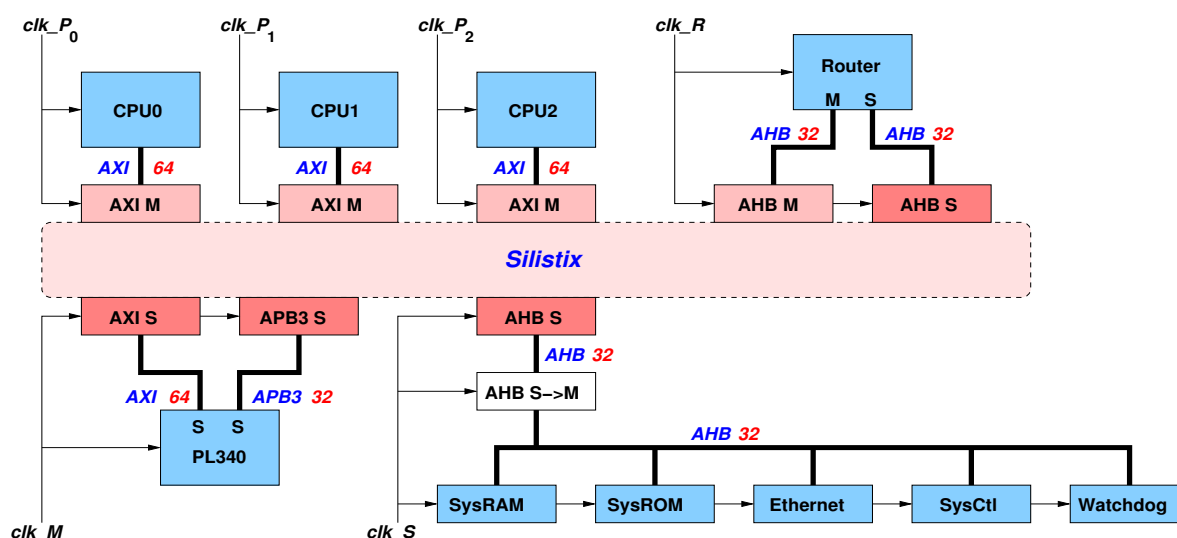 clk_P0 clk_P1 clk_P2 clk_R
Router
M S
CPU0 CPU1 CPU2
AHB 32 AHB 32
AXI 64 AXI 64 AXI 64
AXI M AXI M AXI M AHB M AHB S
Silistix
AXI S APB3 S AHB S
AHB 32
AHB S->M
AXI 64 APB3 32
S S
AHB 32
PL340
SysRAM SysROM Ethernet SysCtl Watchdog
clk_M clk_S